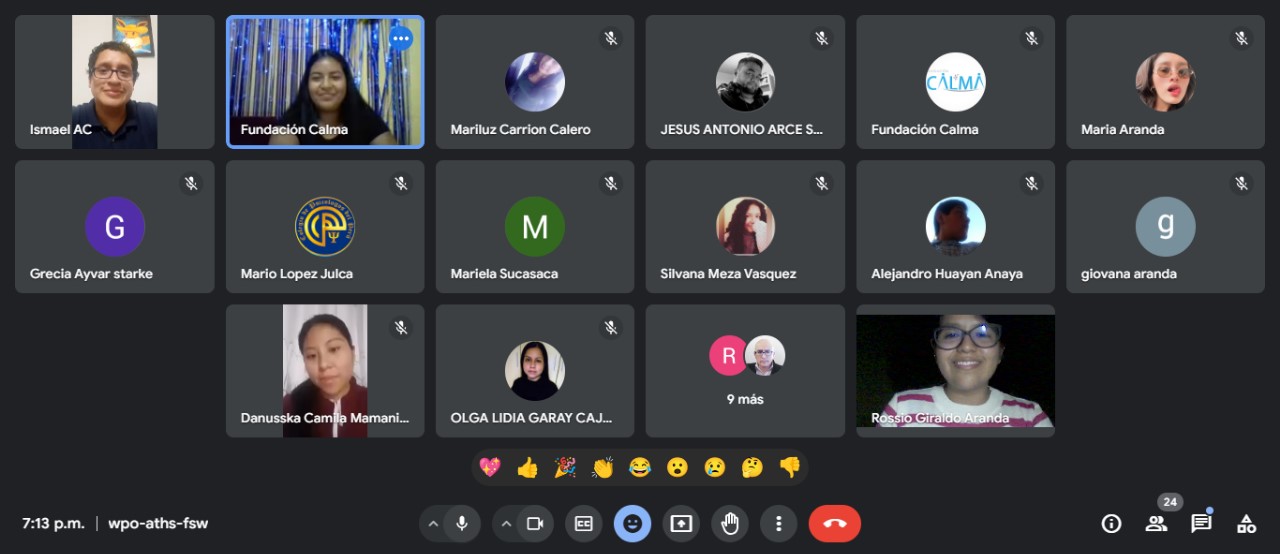 Ismael AC
Fundación Calma
Mariluz Carrion Calero
JESUS ANTONIO ARCE S...
CALMA
Fundación Calma
Maria Aranda
G
Grecia Ayvar starke
Mario Lopez Julca
M
Mariela Sucasaca
Silvana Meza Vasquez
Alejandro Huayan Anaya
g
giovana aranda
Danusska Camila Mamani...
OLGA LIDIA GARAY CAJ...
R
9 más
Rossio Giraldo Aranda
24
7:13 p.m. | wpo-aths-fsw
CC